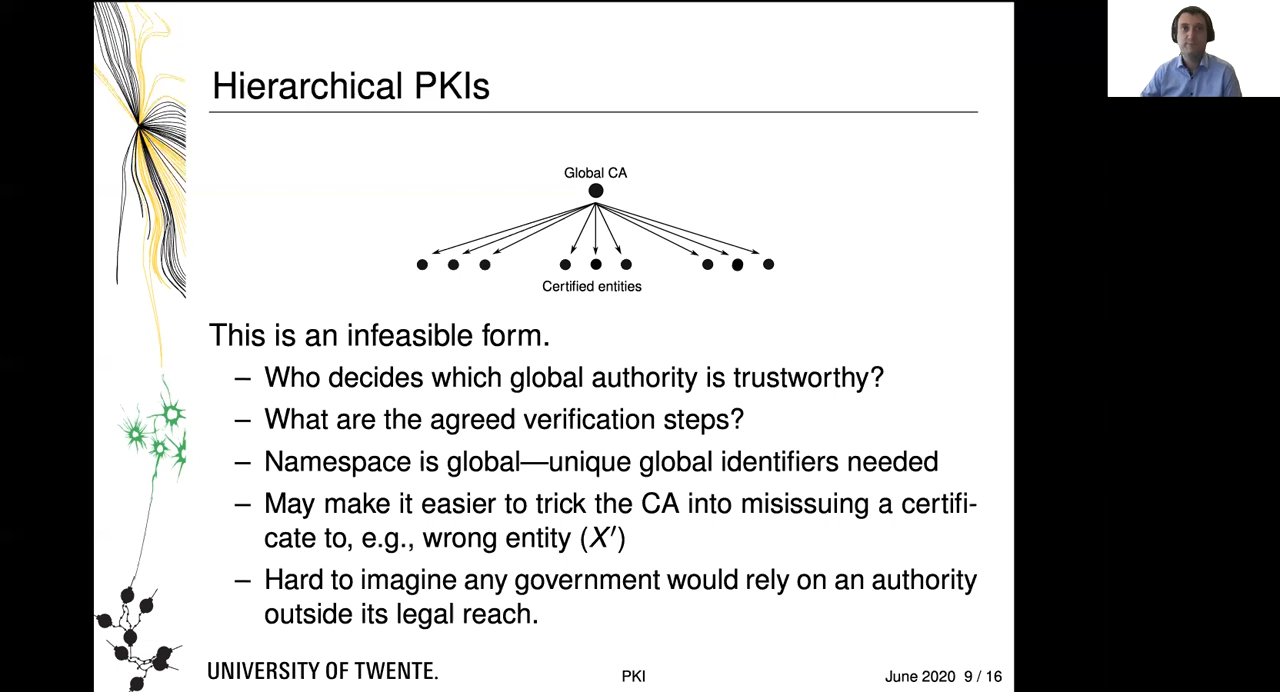 Hierarchical PKIs
Global CA
Certified entities
This is an infeasible form.
– Who decides which global authority is trustworthy?
– What are the agreed verification steps?
– Namespace is global—unique global identifiers needed
– May make it easier to trick the CA into misissuing a certifi-
cate to, e.g., wrong entity (X′)
– Hard to imagine any government would rely on an authority
outside its legal reach.
UNIVERSITY OF TWENTE.
PKI
June 2020 9 / 16